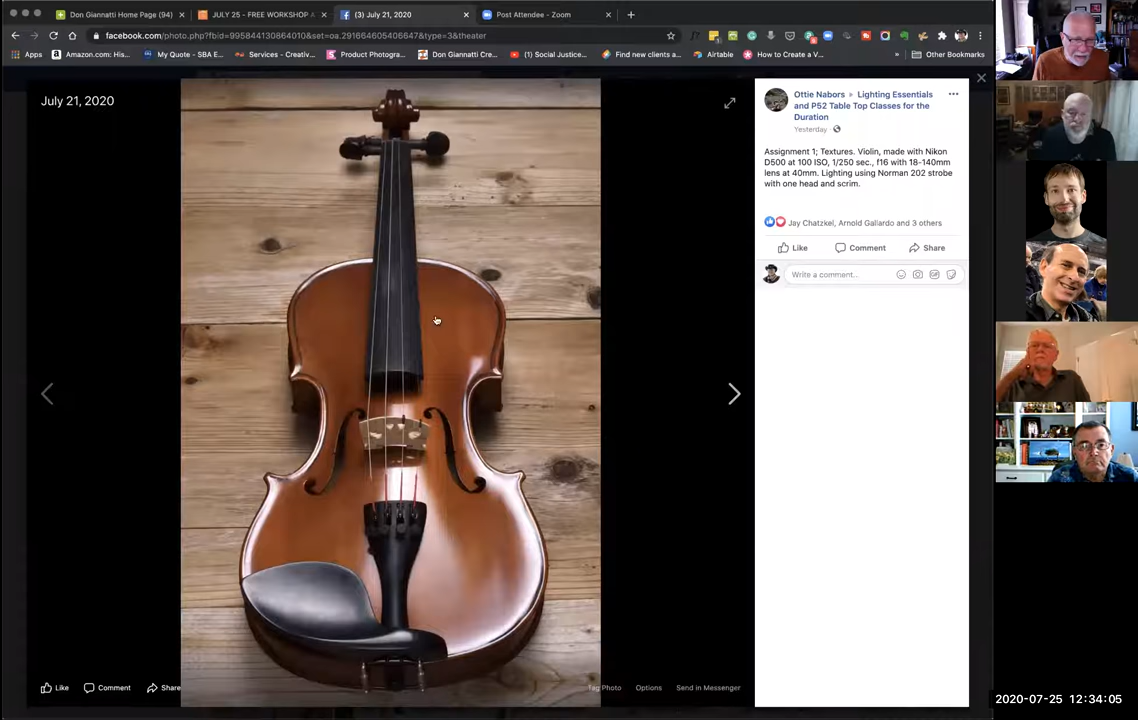 Don Giannatti Home Page (94)
JULY 25 - FREE WORKSHOP A
(3) July 21, 2020
Post Attendee - Zoom
facebook.com/photo.php?fbid=995844130864010&set=oa.291664605406647&type=3&theater
Apps
Amazon.com: His...
My Quote - SBA E...
Services - Creativ...
Product Photogra...
Don Giannatti Cre...
Social Justice...
Find new clients a...
Airtable
How to Create a V...
Other Bookmarks
July 21, 2020
Ottie Nabors ▸ Lighting Essentials
and P52 Table Top Classes for the
Duration
Yesterday
Assignment 1; Textures. Violin, made with Nikon
D500 at 100 ISO, 1/250 sec., f16 with 18-140mm
lens at 40mm. Lighting using Norman 202 strobe
with one head and scrim.
Jay Chatzkel, Arnold Gallardo and 3 others
Like Comment Share
Write a comment...
Like Comment Share
Tag Photo Options Send in Messenger
2020-07-25 12:34:05